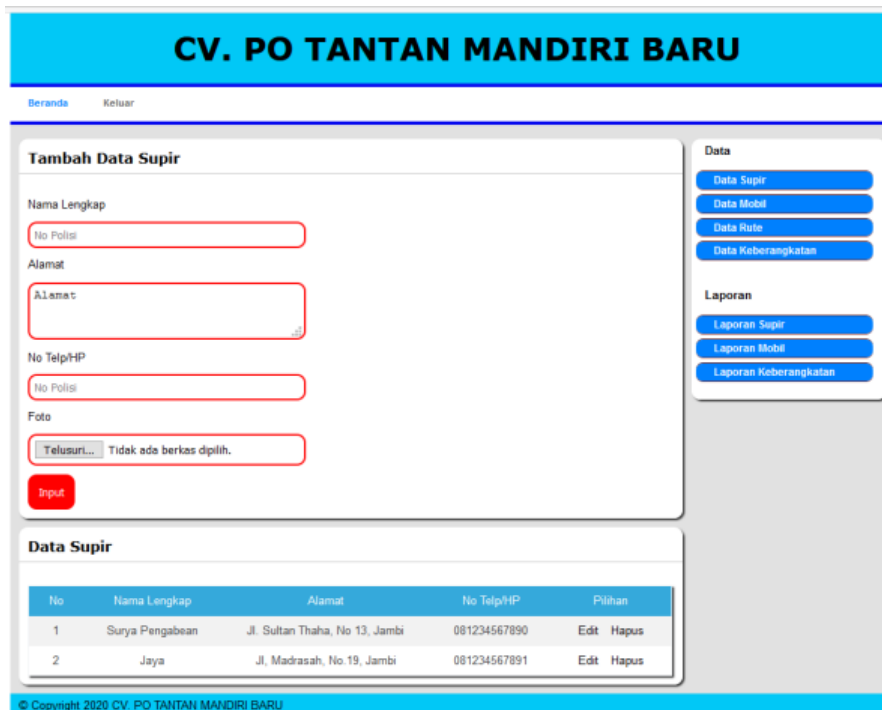 CV. PO TANTAN MANDIRI BARU
Beranda Keluar
Tambah Data Supir
Nama Lengkap
No Polisi
Alamat
Alamat
No Telp/HP
No Polisi
Foto
Telusuri... Tidak ada berkas dipilih.
Input
Data
Data Supir
Data Mobil
Data Rute
Data Keberangkatan
Laporan
Laporan Supir
Laporan Mobil
Laporan Keberangkatan
Data Supir
No Nama Lengkap Alamat No Telp/HP Pilihan
1 Surya Pengabean Jl. Sultan Thaha, No 13, Jambi 081234567890 Edit Hapus
2 Jaya Jl, Madrasah, No.19, Jambi 081234567891 Edit Hapus
© Copyright 2020 CV. PO TANTAN MANDIRI BARU